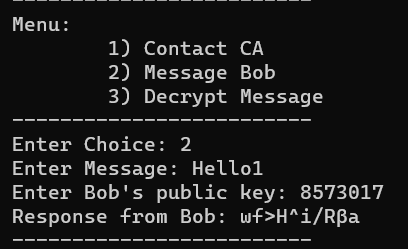 -------------------------
Menu:
1) Contact CA
2) Message Bob
3) Decrypt Message
-------------------------
Enter Choice: 2
Enter Message: Hello1
Enter Bob's public key: 8573017
Response from Bob: wf>H^i/Rβa
-------------------------